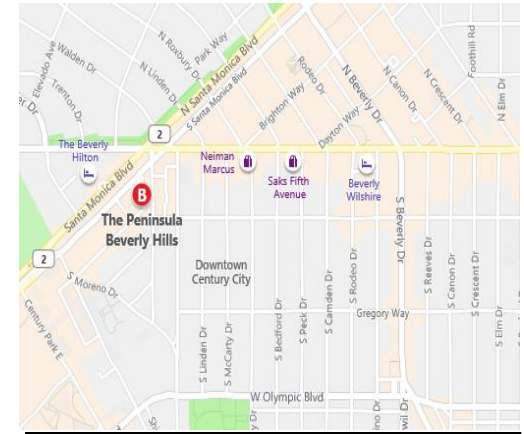 Foothill Rd
Park Way
N Roxbury Dr
Walden Dr
Elevado Ave
N Santa Monica Blvd
N Linden Dr
Rodeo Dr
N Beverly Dr
N Canon Dr
N Crescent Dr
N Elm Dr
Trenton Dr
S Santa Monica Blvd
Brighton Way
Dayton Way
2
The Beverly
Hilton
Neiman
Marcus
Saks Fifth
Avenue
Beverly
Wilshire
Santa Monica Blvd
B
The Peninsula
Beverly Hills
S Beverly Dr
2
Downtown
Century City
S Moreno Dr
S Reeves Dr
S Canon Dr
S Crescent Dr
S Rodeo Dr
S Camden Dr
S Peck Dr
S Bedford Dr
Gregory Way
S Elm Dr
Century Park E
S Linden Dr
S McCarty Dr
W Olympic Blvd